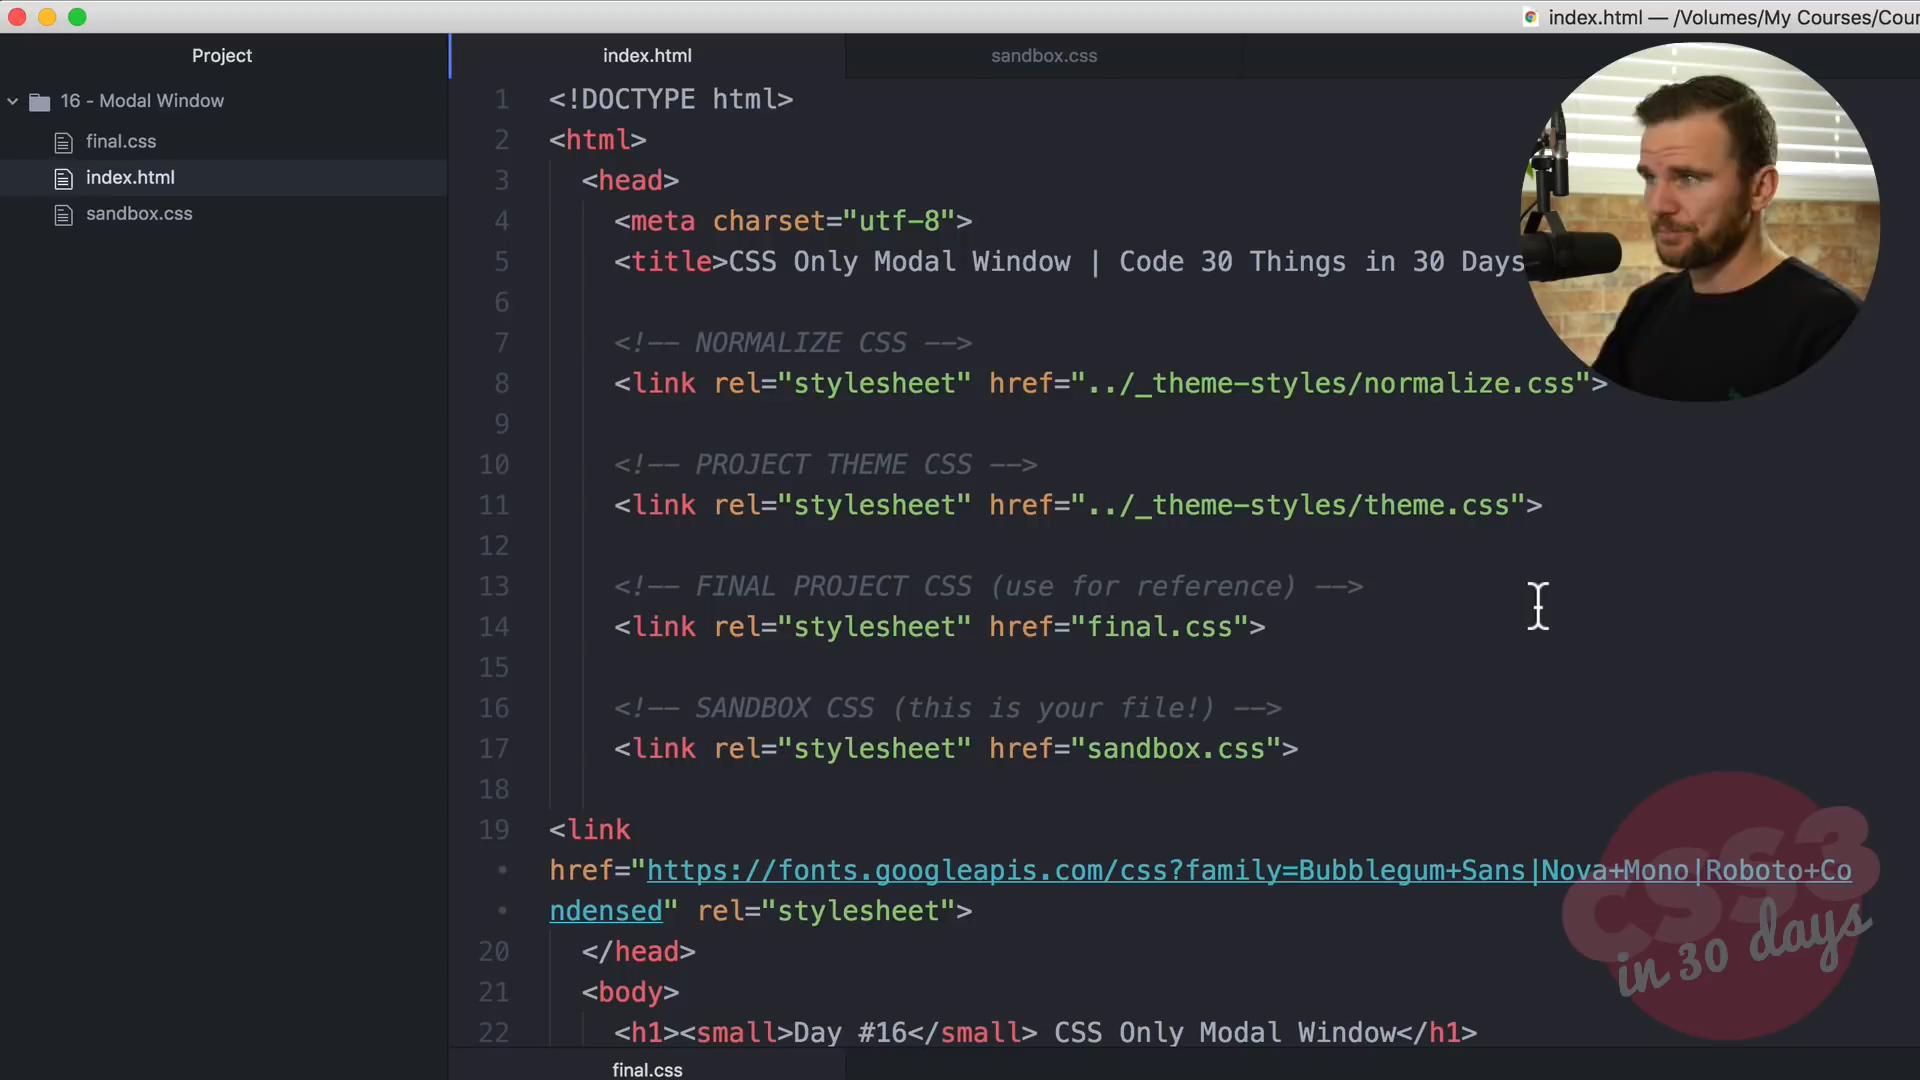 index.html — /Volumes/My Courses/Cour
Project
index.html
sandbox.css
16 - Modal Window
final.css
index.html
sandbox.css
1 <!DOCTYPE html>
2 <html>
3 <head>
4 <meta charset="utf-8">
5 <title>CSS Only Modal Window | Code 30 Things in 30 Days
6
7 <!-- NORMALIZE CSS -->
8 <link rel="stylesheet" href="../_theme-styles/normalize.css">
9
10 <!-- PROJECT THEME CSS -->
11 <link rel="stylesheet" href="../_theme-styles/theme.css">
12
13 <!-- FINAL PROJECT CSS (use for reference) -->
14 <link rel="stylesheet" href="final.css">
15
16 <!-- SANDBOX CSS (this is your file!) -->
17 <link rel="stylesheet" href="sandbox.css">
18
19 <link
href="https://fonts.googleapis.com/css?family=Bubblegum+Sans|Nova+Mono|Roboto+Co
ndensed" rel="stylesheet">
20 </head>
21 <body>
22 <h1><small>Day #16</small> CSS Only Modal Window</h1>
final.css
CSS3
in 30 days